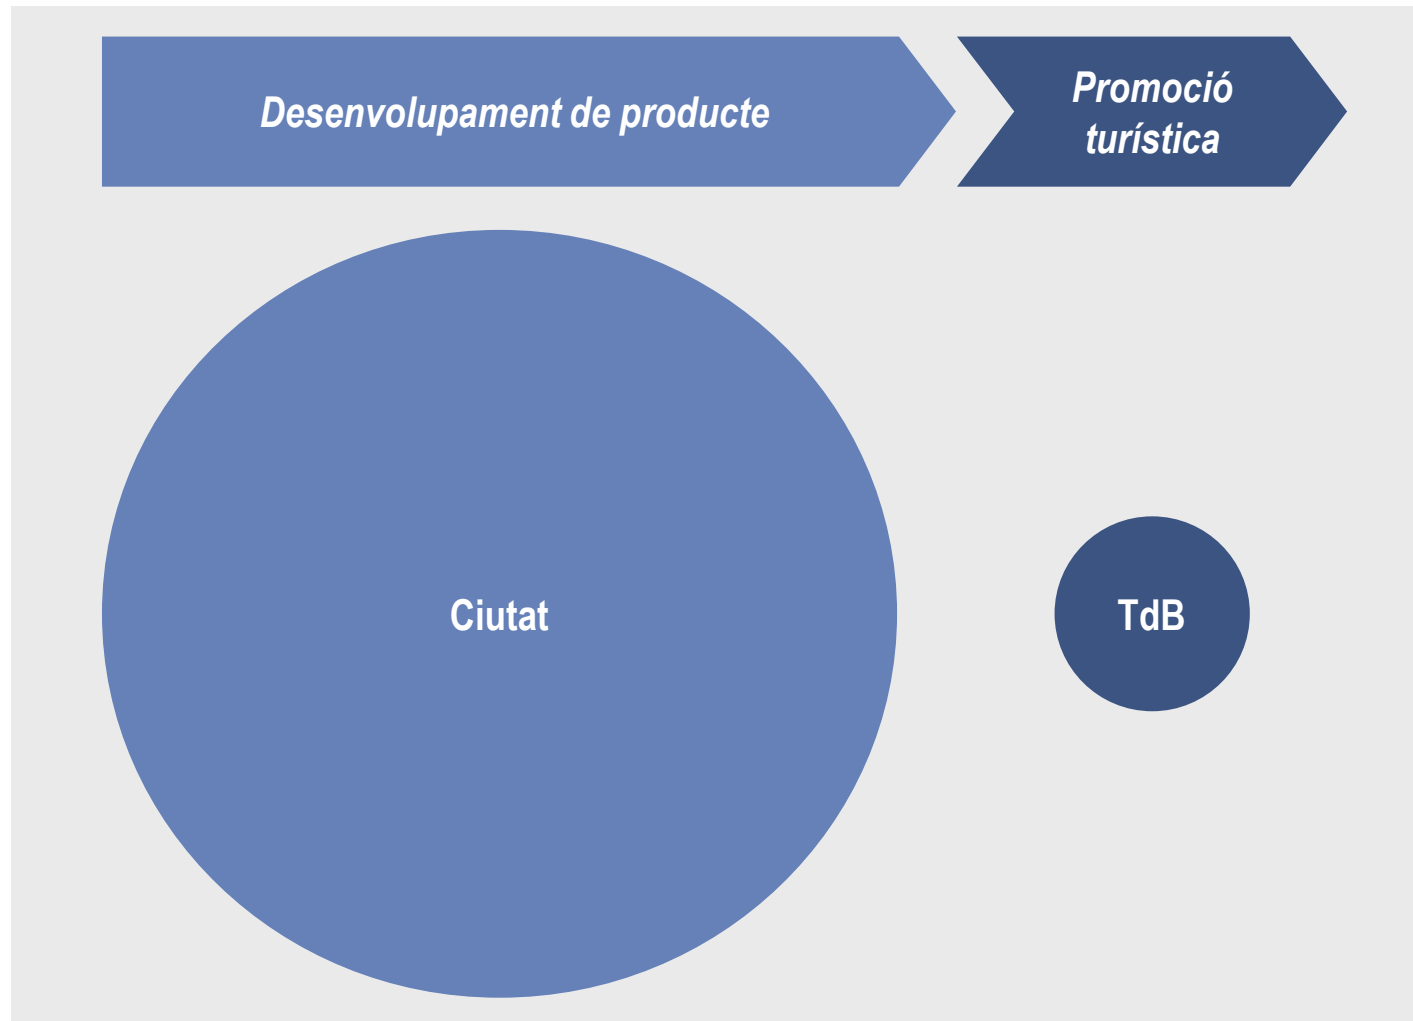 Desenvolupament de producte
Promoció
turística
Ciutat
TdB